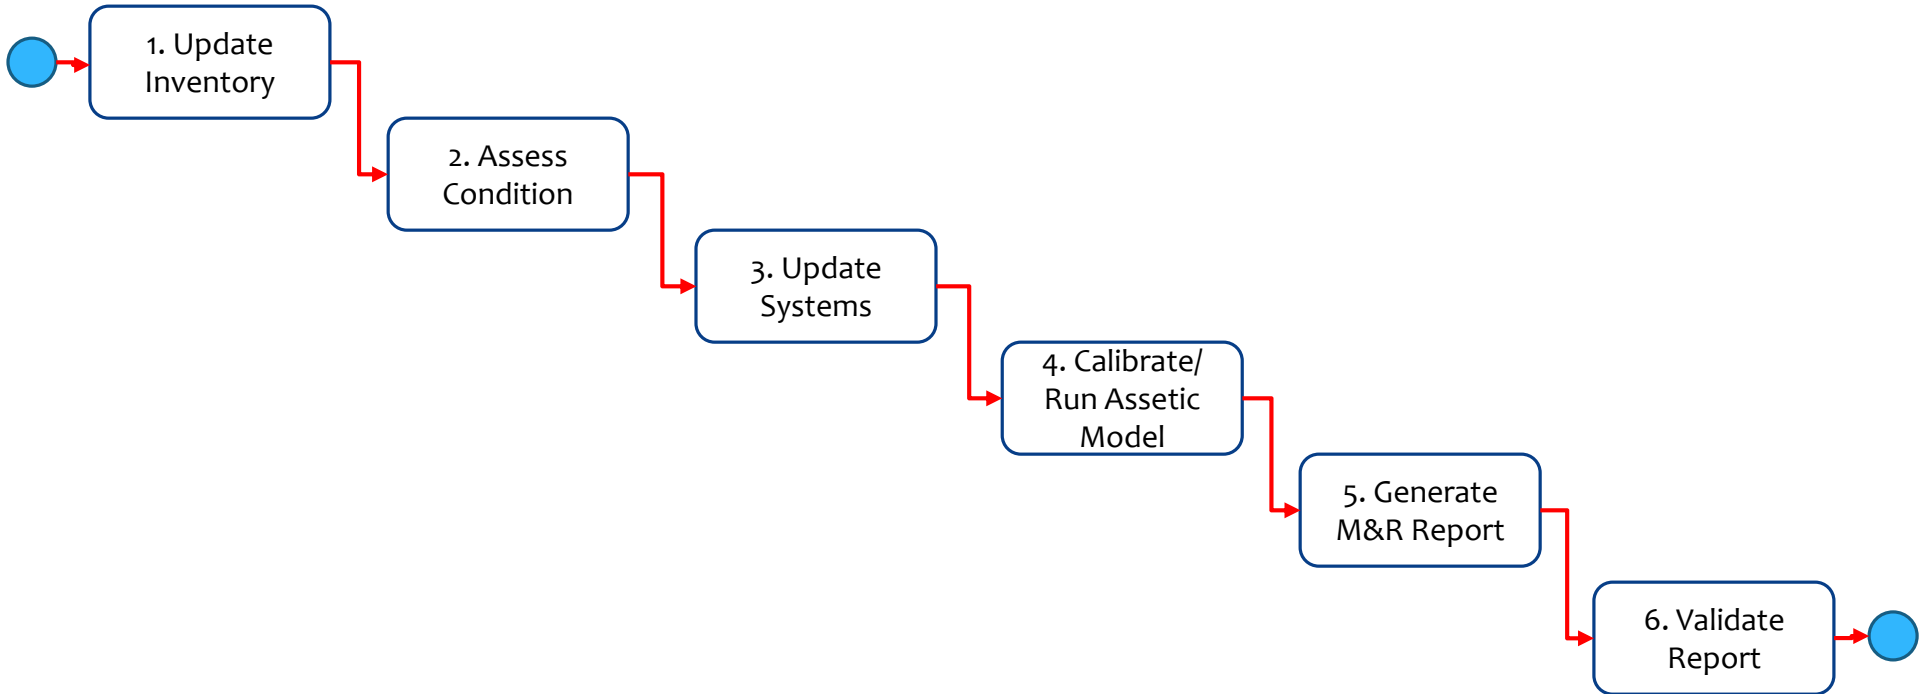 1. Update
Inventory
2. Assess
Condition
3. Update
Systems
4. Calibrate/
Run Assetic
Model
5. Generate
M&R Report
6. Validate
Report